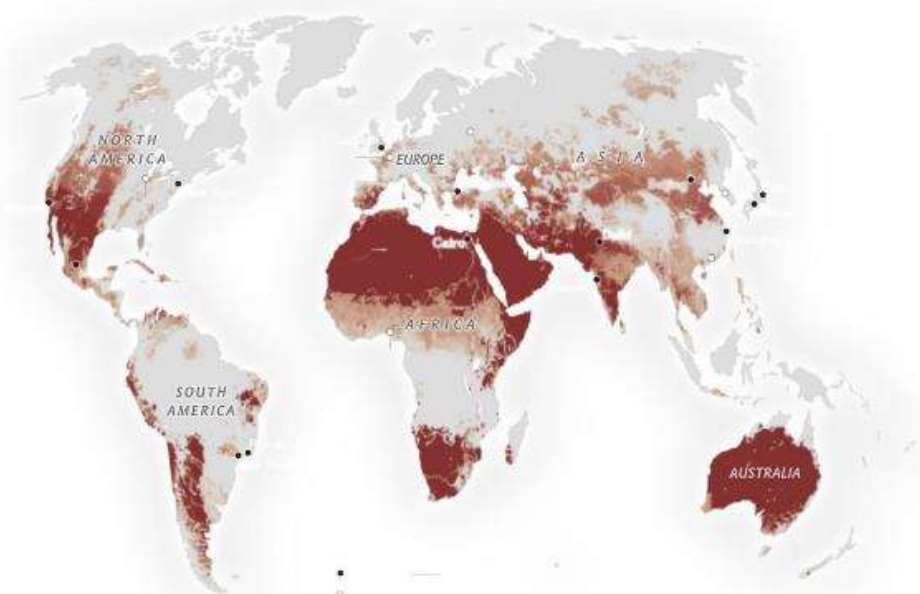 NORTH
AMERICA
EUROPE
ASIA
Cairo
AFRICA
SOUTH
AMERICA
AUSTRALIA